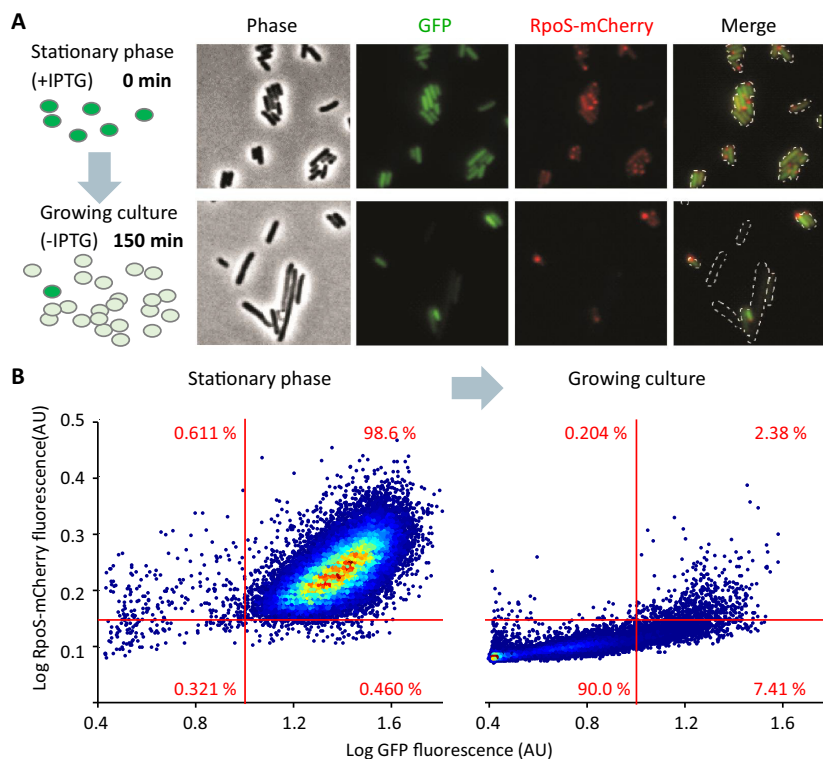 A
Phase
GFP
RpoS-mCherry
Merge
Stationary phase
(+IPTG) 0 min
Growing culture
(-IPTG) 150 min
B
Stationary phase
Growing culture
Log RpoS-mCherry fluorescence(AU)
0.5
0.4
0.3
0.2
0.1
0.611 %
98.6 %
0.321 %
0.460 %
0.204 %
2.38 %
90.0 %
7.41 %
0.4
0.8
1.2
1.6
0.4
0.8
1.2
1.6
Log GFP fluorescence (AU)